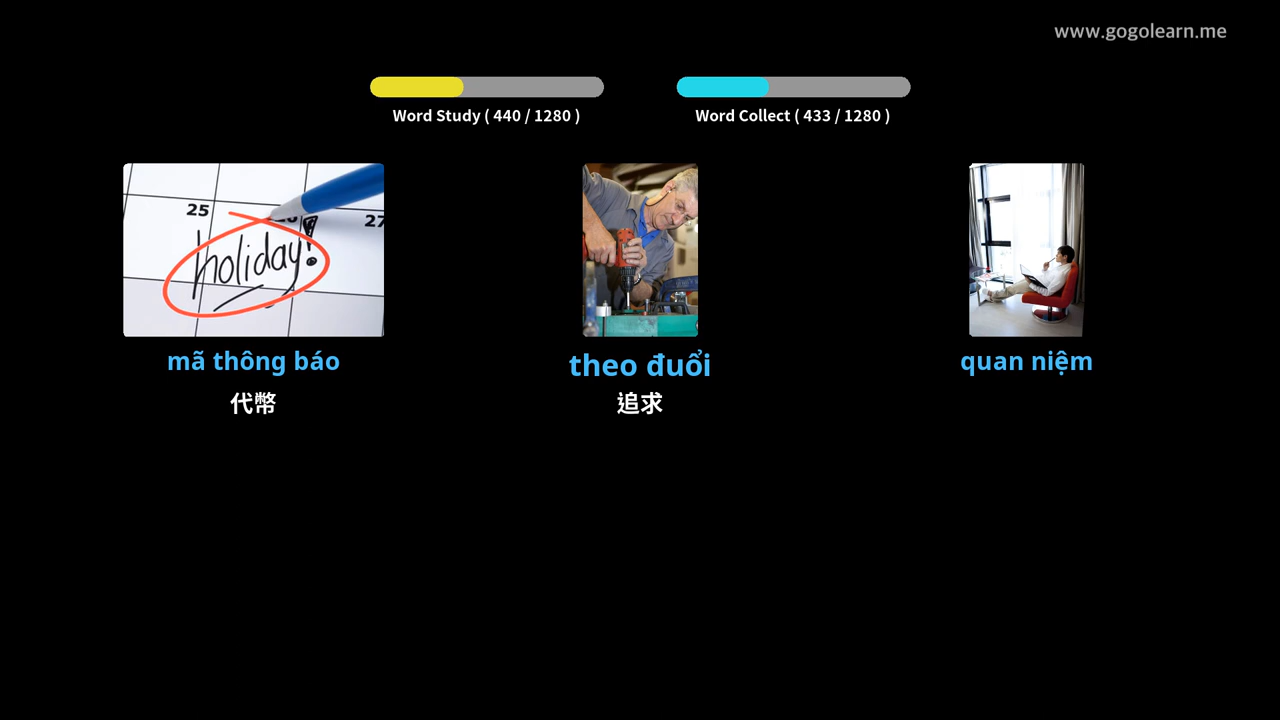 www.gogolearn.me
Word Study ( 440 / 1280 )
Word Collect ( 433 / 1280 )
25
27
holiday!
mã thông báo
theo đuổi
quan niệm
代幣
追求